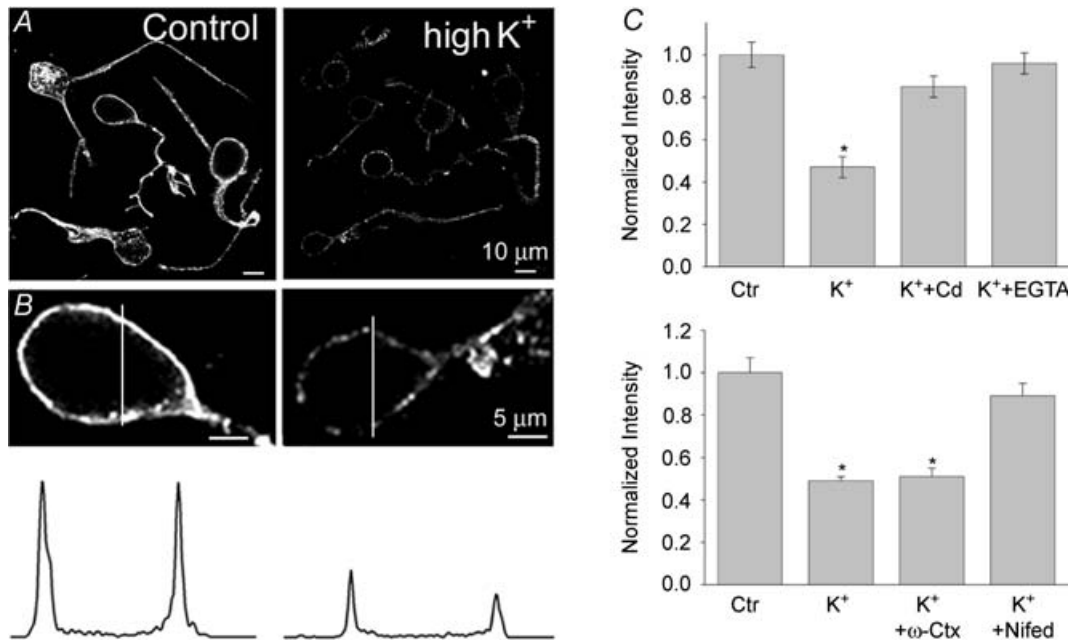 A
Control
high K⁺
10 μm
B
5 μm
C
Normalized Intensity
1.0
0.8
0.6
0.4
0.2
0.0
*
Ctr
K⁺
K⁺+Cd
K⁺+EGTA
Normalized Intensity
1.2
1.0
0.8
0.6
0.4
0.2
0.0
*
*
Ctr
K⁺
K⁺
+ω-Ctx
K⁺
+Nifed